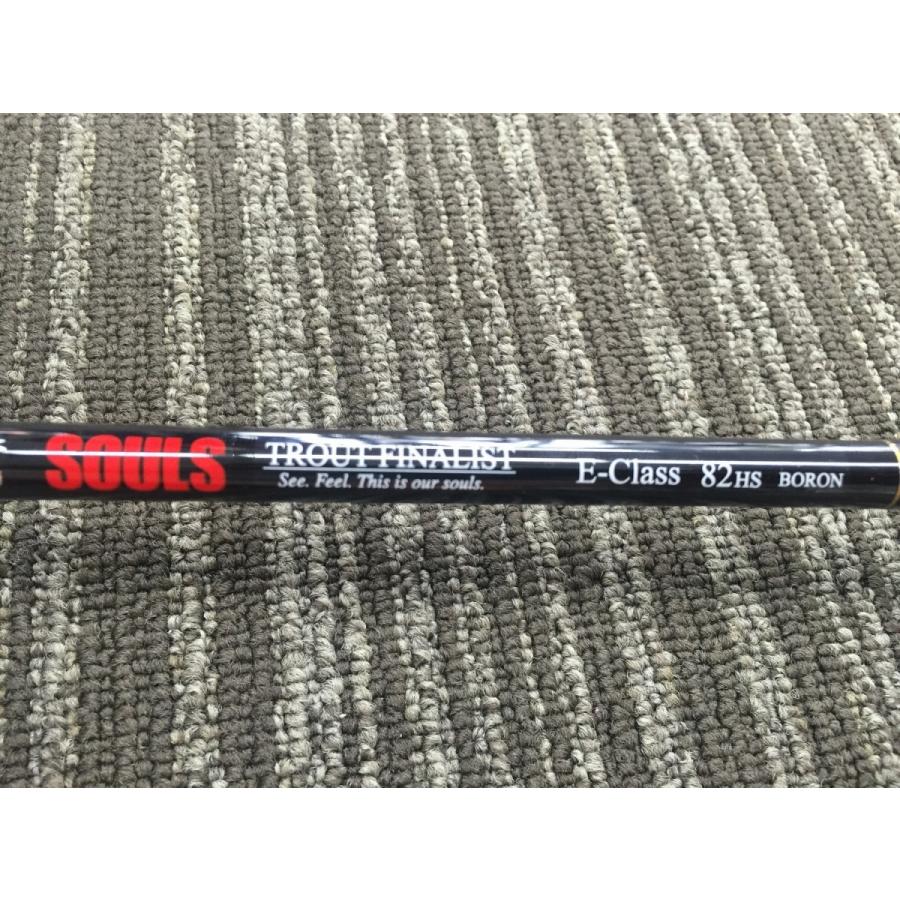 SOULS
TROUT FINALIST
See. Feel. This is our souls.
E-Class 82HS BORON